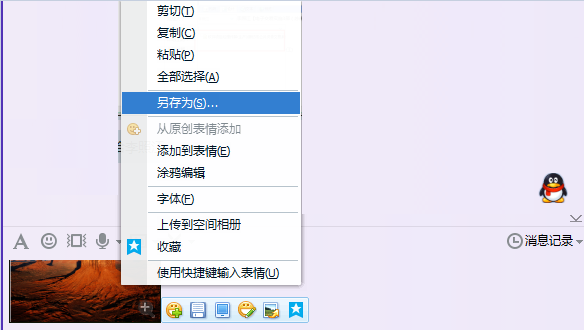 剪切(T)
复制(C)
粘贴(P)
全部选择(A)
另存为(S)...
从原创表情添加
添加到表情(E)
涂鸦编辑
字体(F)
上传到空间相册
收藏
使用快捷键输入表情(U)
A
消息记录